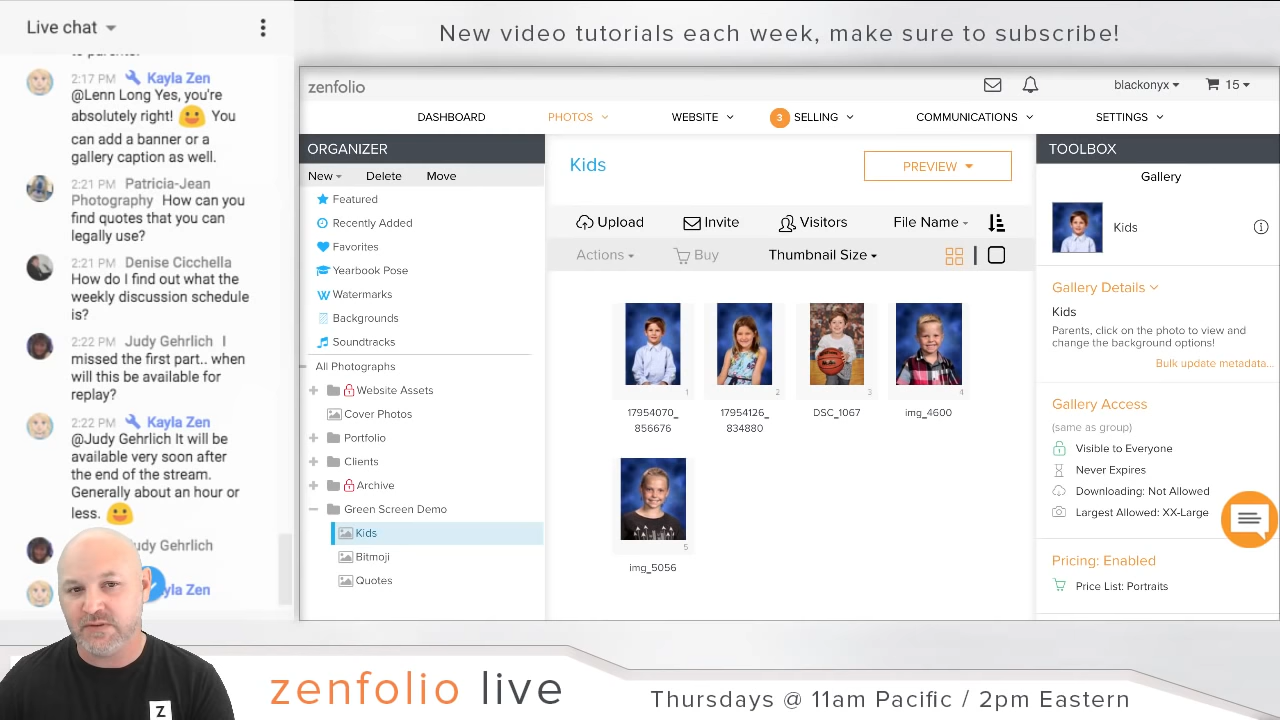 Live chat
to parents.
2:17 PM Kayla Zen
@Lenn Long Yes, you're
absolutely right! You
can add a banner or a
gallery caption as well.
2:21 PM Patricia-Jean
Photography How can you
find quotes that you can
legally use?
2:21 PM Denise Cicchella
How do I find out what the
weekly discussion schedule
is?
2:22 PM Judy Gehrlich I
missed the first part.. when
will this be available for
replay?
2:22 PM Kayla Zen
@Judy Gehrlich It will be
available very soon after
the end of the stream.
Generally about an hour or
less.
Gehrlich
Zen
New video tutorials each week, make sure to subscribe!
zenfolio
blackonyx
15
DASHBOARD
PHOTOS
WEBSITE
3 SELLING
COMMUNICATIONS
SETTINGS
ORGANIZER
New Delete Move
Featured
Recently Added
Favorites
Yearbook Pose
Watermarks
Backgrounds
Soundtracks
All Photographs
Website Assets
Cover Photos
Portfolio
Clients
Archive
Green Screen Demo
Kids
Bitmoji
Quotes
Kids
PREVIEW
Upload Invite Visitors File Name
Actions Buy Thumbnail Size
1
2
3
4
17954070_
856676
17954126_
834880
DSC_1067
img_4600
5
img_5056
TOOLBOX
Gallery
Kids
Gallery Details
Kids
Parents, click on the photo to view and
change the background options!
Bulk update metadata...
Gallery Access
(same as group)
Visible to Everyone
Never Expires
Downloading: Not Allowed
Largest Allowed: XX-Large
Pricing: Enabled
Price List: Portraits
Z
zenfolio live
Thursdays @ 11am Pacific / 2pm Eastern